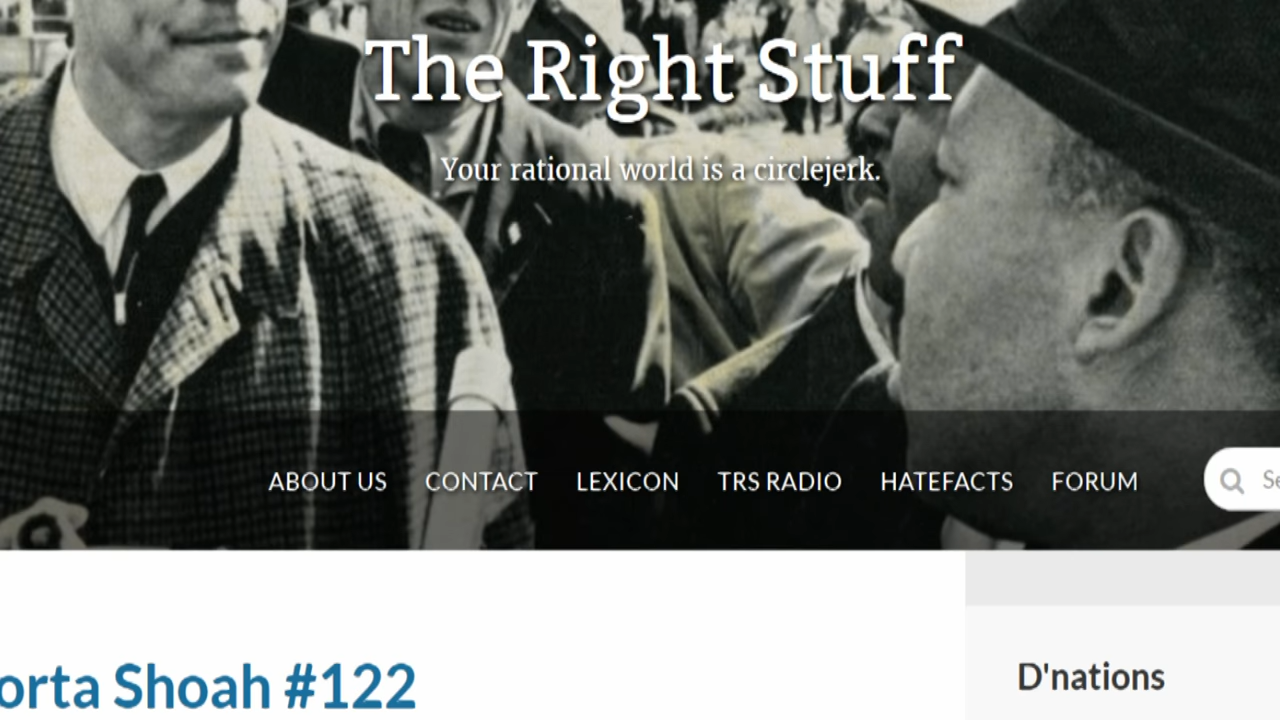 The Right Stuff
Your rational world is a circlejerk.
ABOUT US CONTACT LEXICON TRS RADIO HATEFACTS FORUM
orta Shoah #122
D'nations